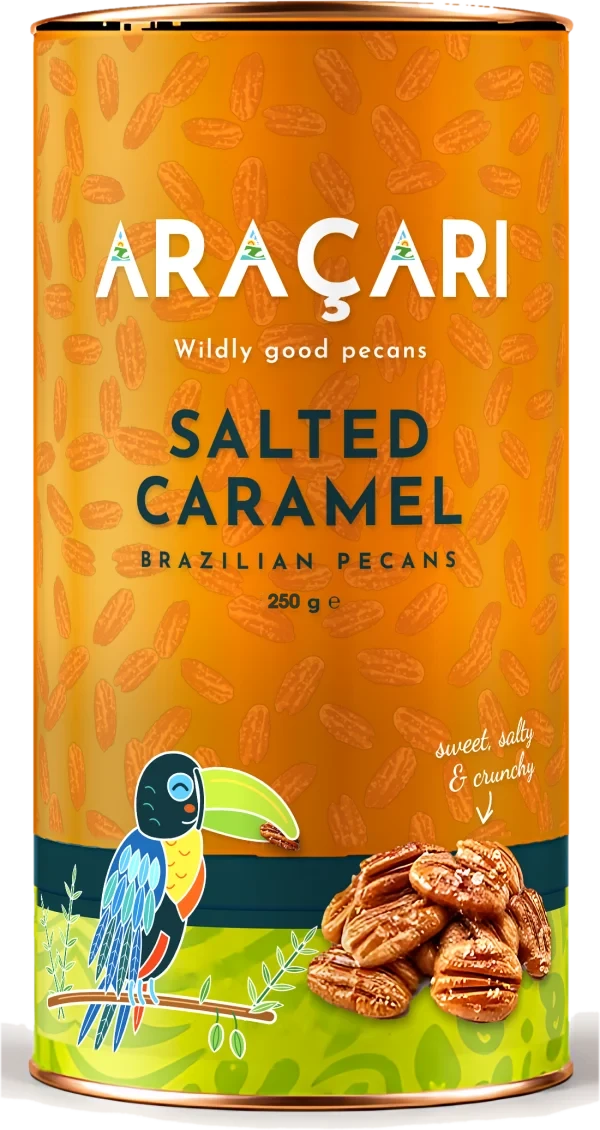 ARAÇARI
Wildly good pecans
SALTED
CARAMEL
BRAZILIAN PECANS
250 g ℮
sweet, salty
& crunchy